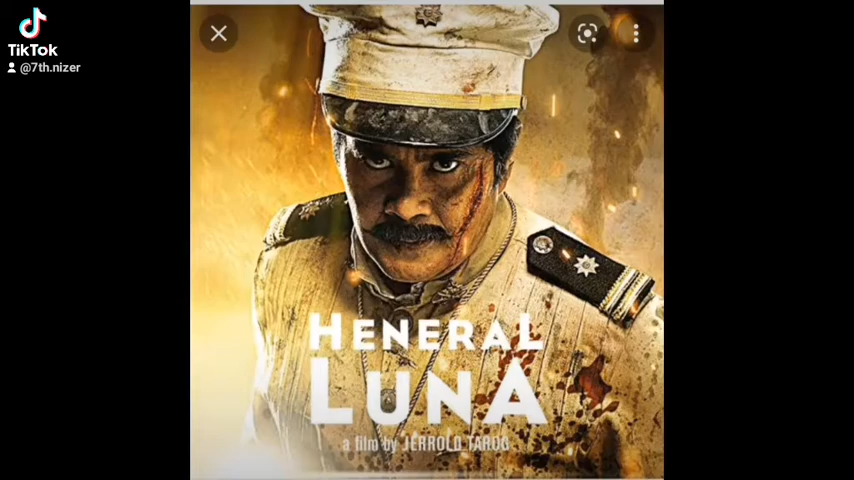 TikTok
@7th.nizer
HENERAL
LUNA
a film by JERROLD TAROG